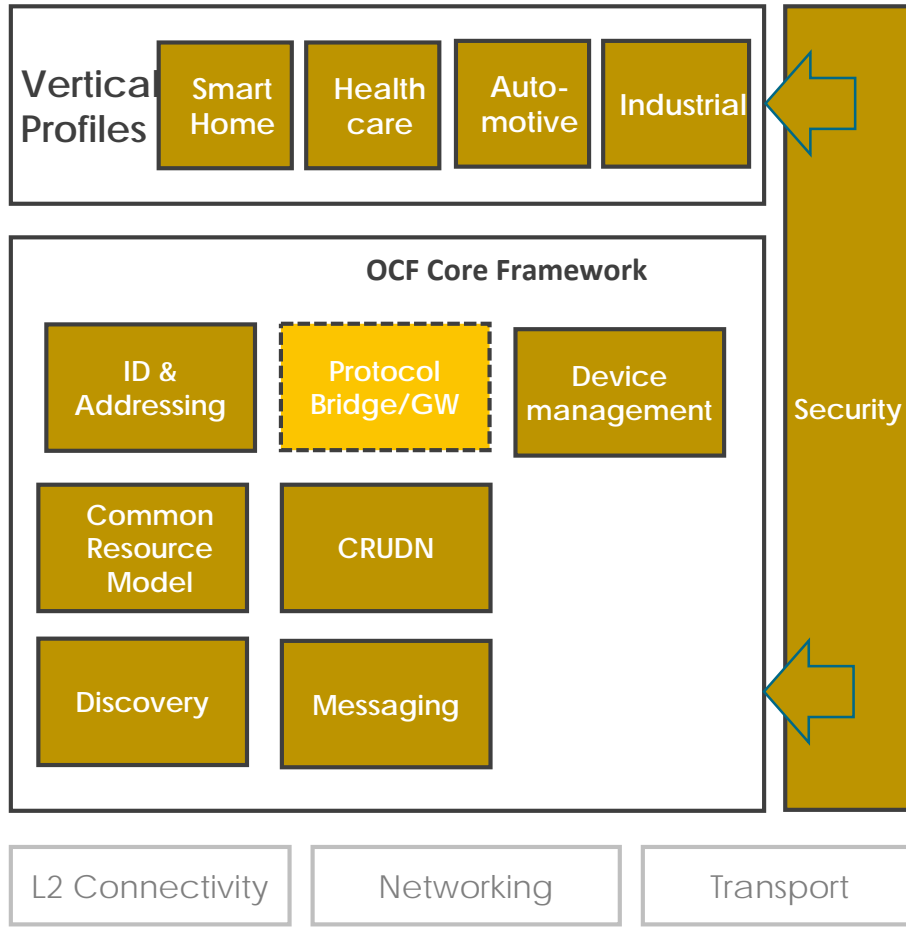 Vertical
Profiles
Smart
Home
Health
care
Auto-
motive
Industrial
OCF Core Framework
ID &
Addressing
Protocol
Bridge/GW
Device
management
Security
Common
Resource
Model
CRUDN
Discovery
Messaging
L2 Connectivity
Networking
Transport